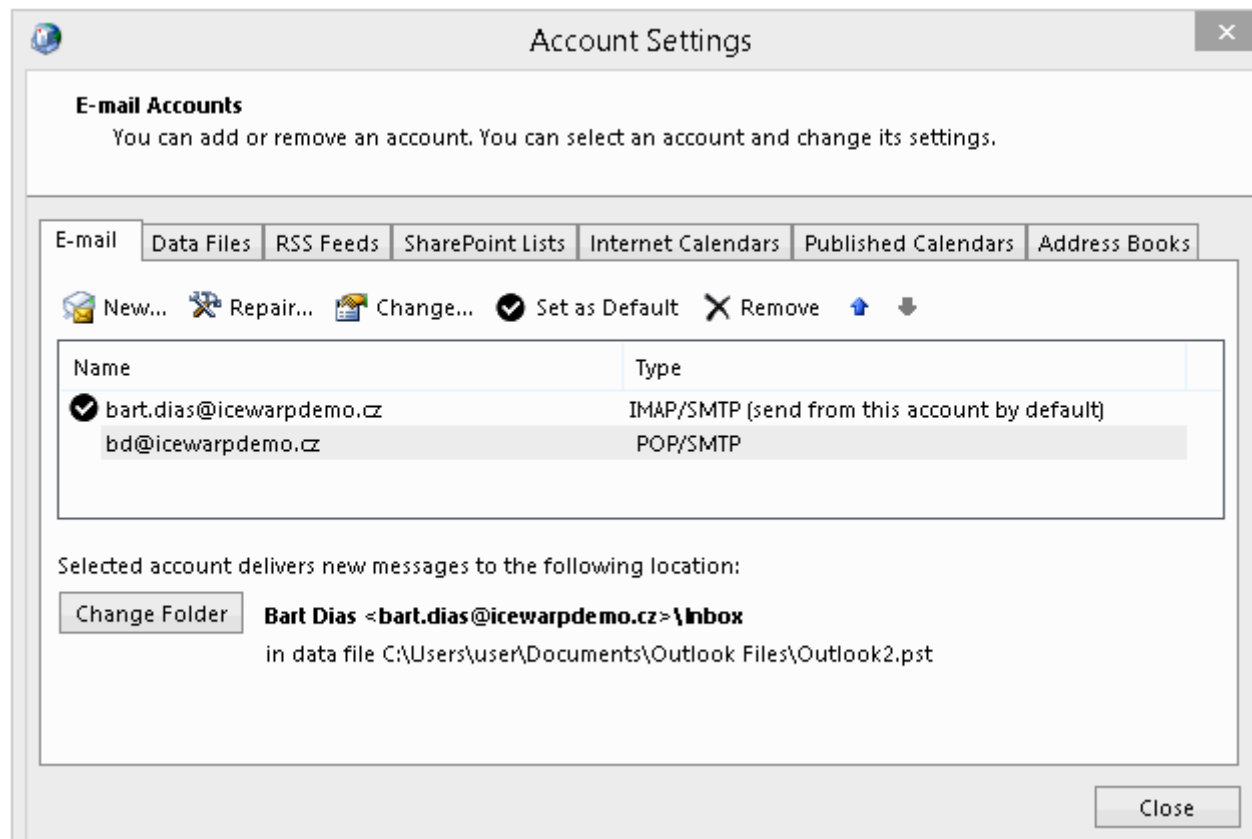 Account Settings
E-mail Accounts
You can add or remove an account. You can select an account and change its settings.
E-mail Data Files RSS Feeds SharePoint Lists Internet Calendars Published Calendars Address Books
New... Repair... Change... Set as Default Remove
Name Type
bart.dias@icewarpdemo.cz IMAP/SMTP (send from this account by default)
bd@icewarpdemo.cz POP/SMTP
Selected account delivers new messages to the following location:
Change Folder Bart Dias <bart.dias@icewarpdemo.cz>\Inbox
in data file C:\Users\user\Documents\Outlook Files\Outlook2.pst
Close